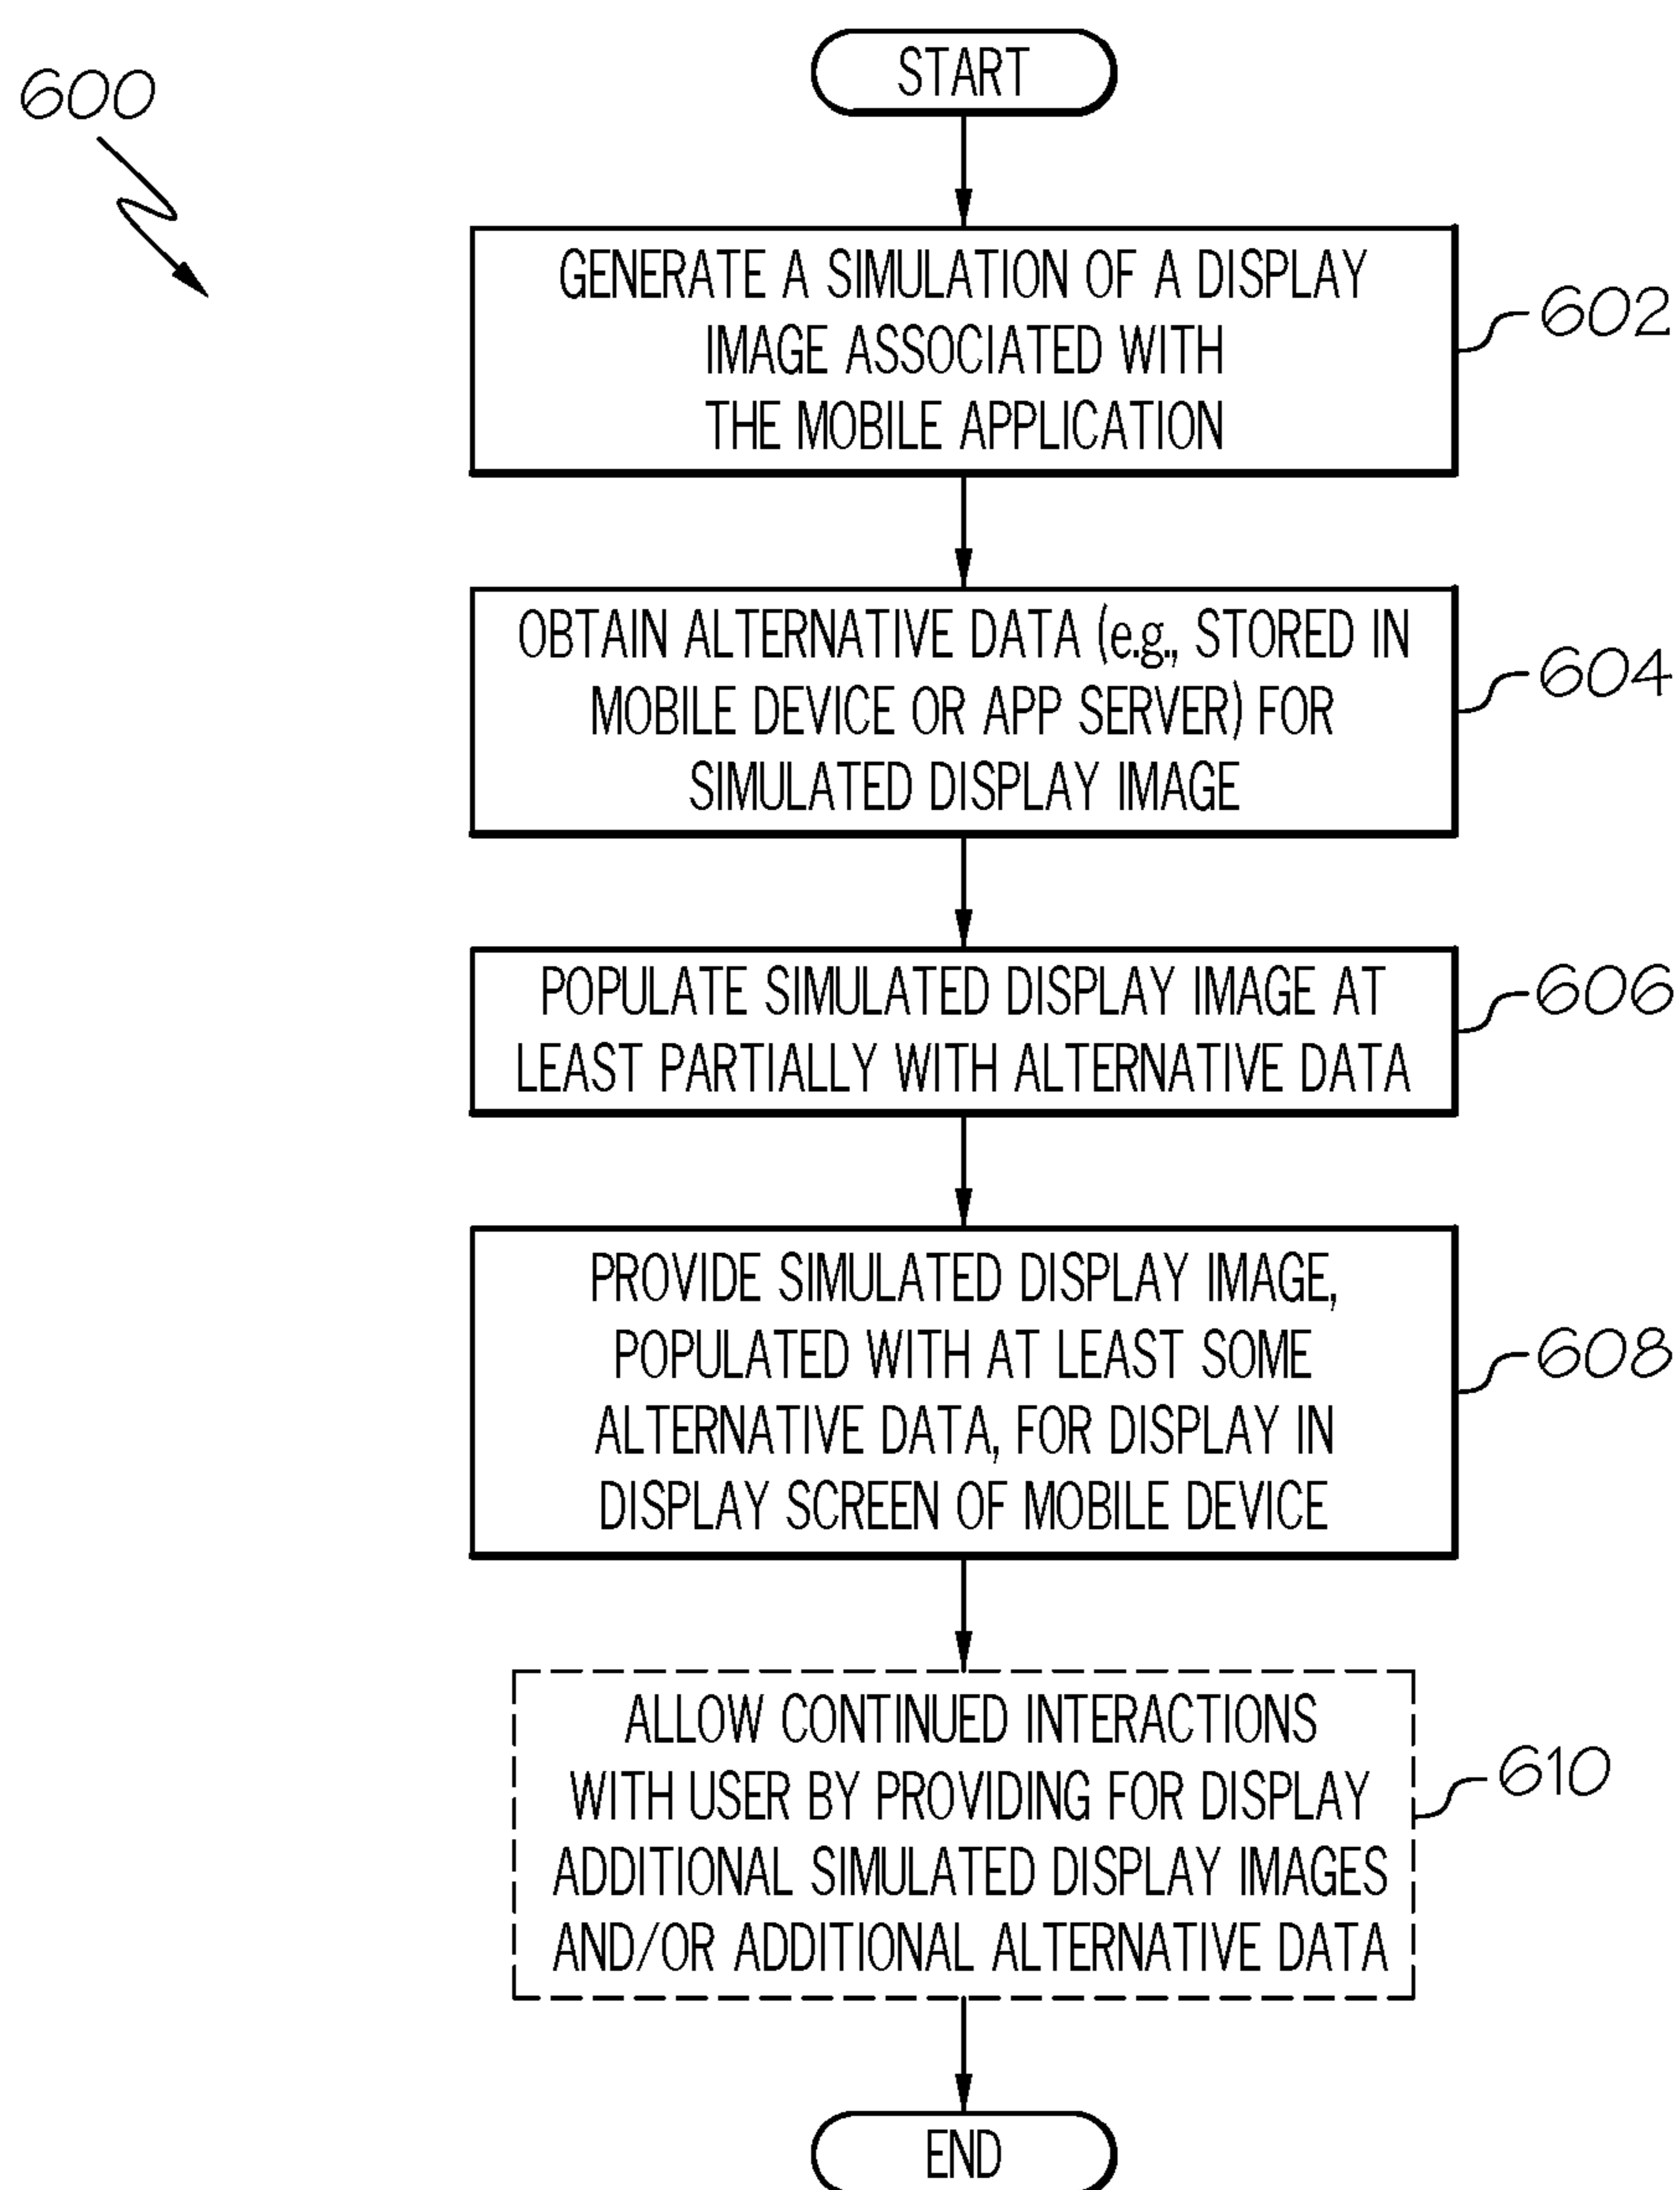 600
START
GENERATE A SIMULATION OF A DISPLAY
IMAGE ASSOCIATED WITH
THE MOBILE APPLICATION
602
OBTAIN ALTERNATIVE DATA (e.g., STORED IN
MOBILE DEVICE OR APP SERVER) FOR
SIMULATED DISPLAY IMAGE
604
POPULATE SIMULATED DISPLAY IMAGE AT
LEAST PARTIALLY WITH ALTERNATIVE DATA
606
PROVIDE SIMULATED DISPLAY IMAGE,
POPULATED WITH AT LEAST SOME
ALTERNATIVE DATA, FOR DISPLAY IN
DISPLAY SCREEN OF MOBILE DEVICE
608
ALLOW CONTINUED INTERACTIONS
WITH USER BY PROVIDING FOR DISPLAY
ADDITIONAL SIMULATED DISPLAY IMAGES
AND/OR ADDITIONAL ALTERNATIVE DATA
610
END